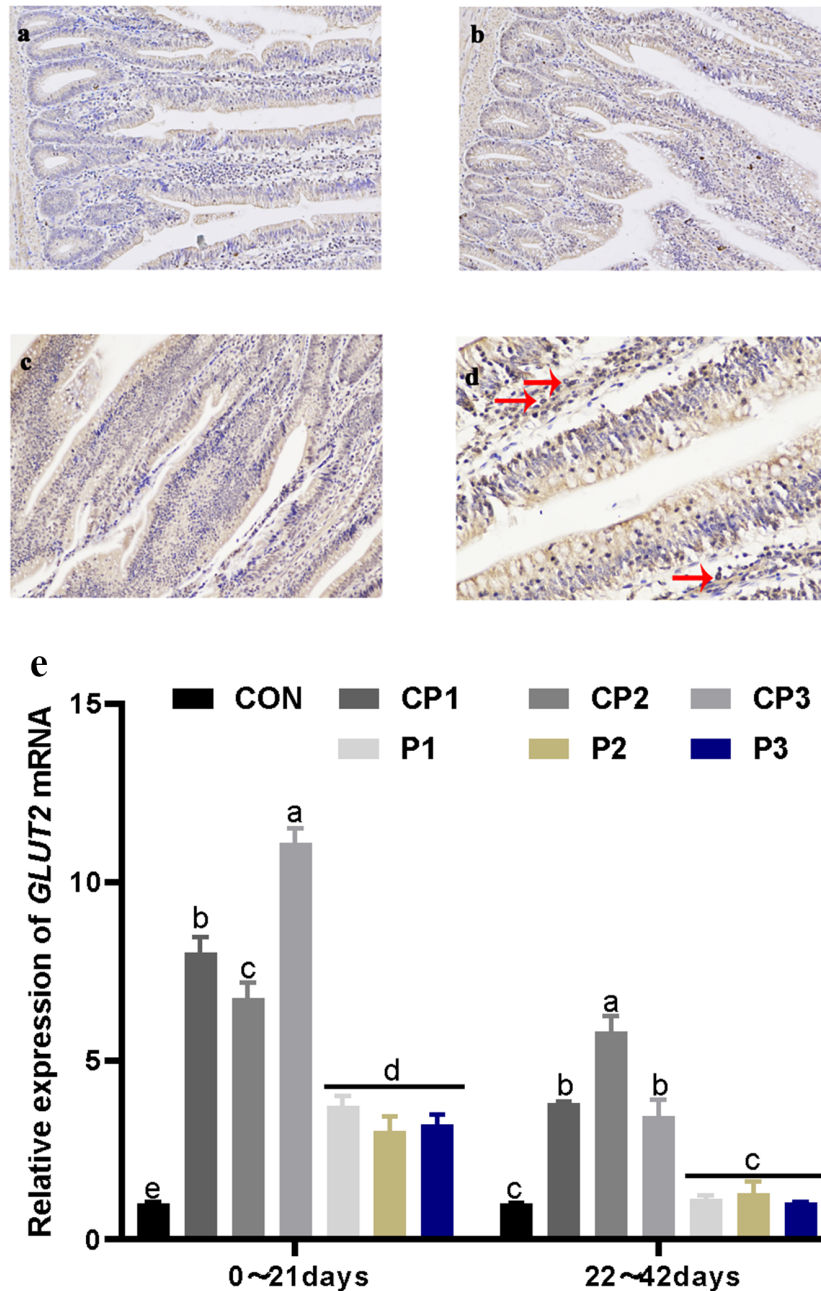 a
b
c
d
e
Relative expression of GLUT2 mRNA
15
10
5
0
CON
CP1
CP2
CP3
P1
P2
P3
e
b
c
a
d
c
b
a
b
c
0~21days
22~42days